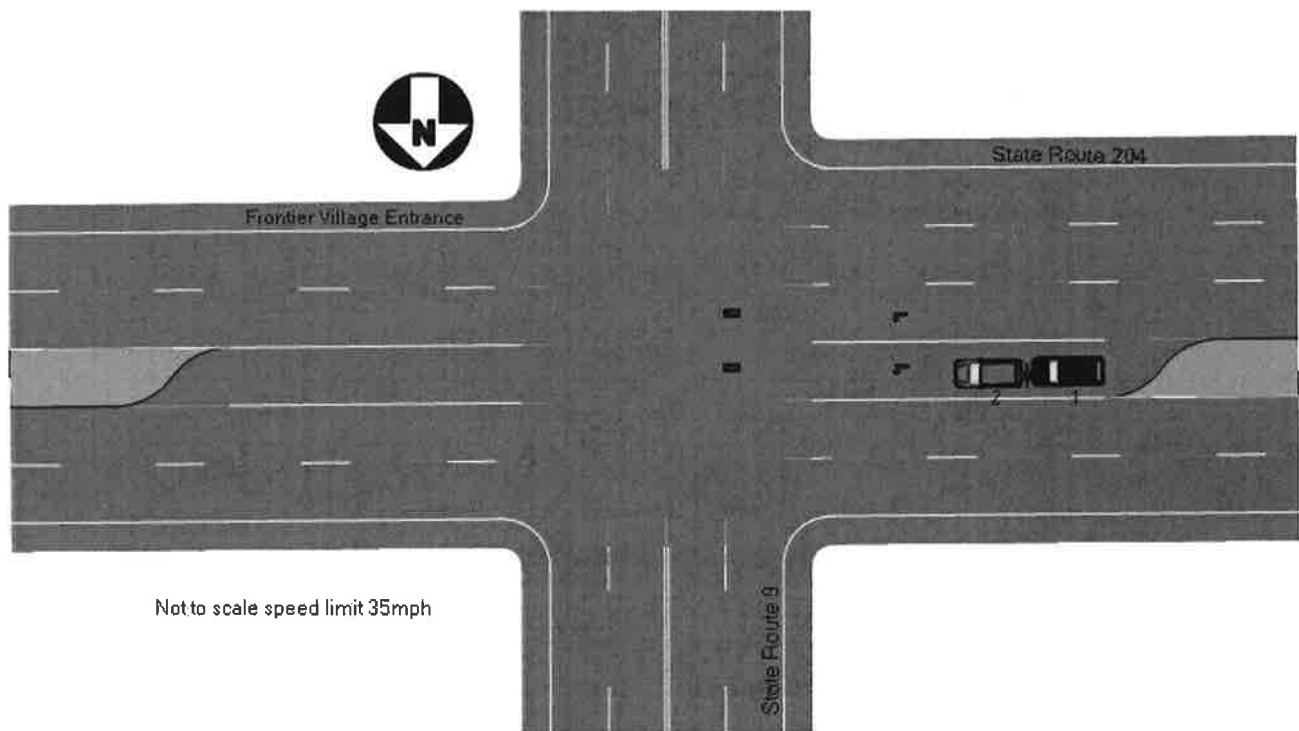 N
State Route 204
Frontier Village Entrance
2
1
Not to scale speed limit 35mph
State Route 9